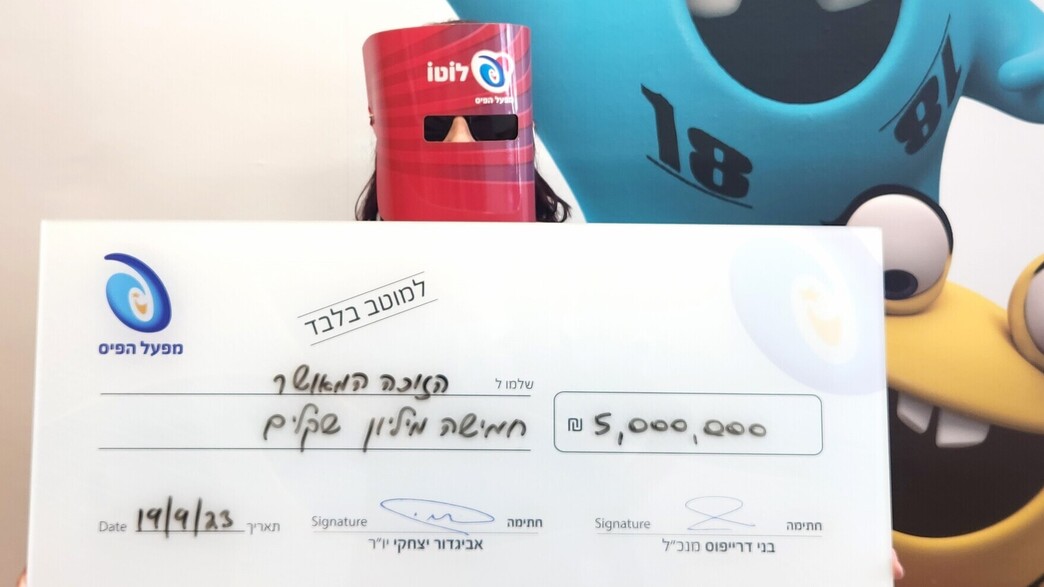 לוטו
מפעל הפיס
18
18
מפעל הפיס
למוטב בלבד
שלמו ל הזוכה המאושר
חמישה מיליון שקלים
₪ 5,000,000
Date 19/9/23 תאריך
Signature חתימה
אביגדור יצחקי יו"ר
Signature חתימה
בני דרייפוס מנכ"ל